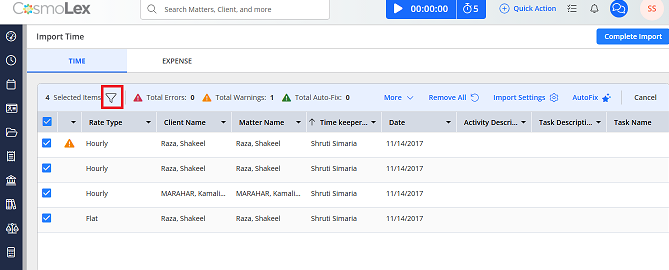 CosmoLex
Search Matters, Client, and more
00:00:00
5
Quick Action
SS
Import Time
Complete Import
TIME
EXPENSE
4 Selected Items
Total Errors: 0
Total Warnings: 1
Total Auto-Fix: 0
More
Remove All
Import Settings
AutoFix
Cancel
Rate Type Client Name Matter Name Time keeper... Date Activity Descri... Task Descripti... Task Name
Hourly Raza, Shakeel Raza, Shakeel Shruti Simaria 11/14/2017
Hourly Raza, Shakeel Raza, Shakeel Shruti Simaria 11/14/2017
Hourly MARAHAR, Kamali... MARAHAR, Kamali... Shruti Simaria 11/14/2017
Flat Raza, Shakeel Raza, Shakeel Shruti Simaria 11/14/2017